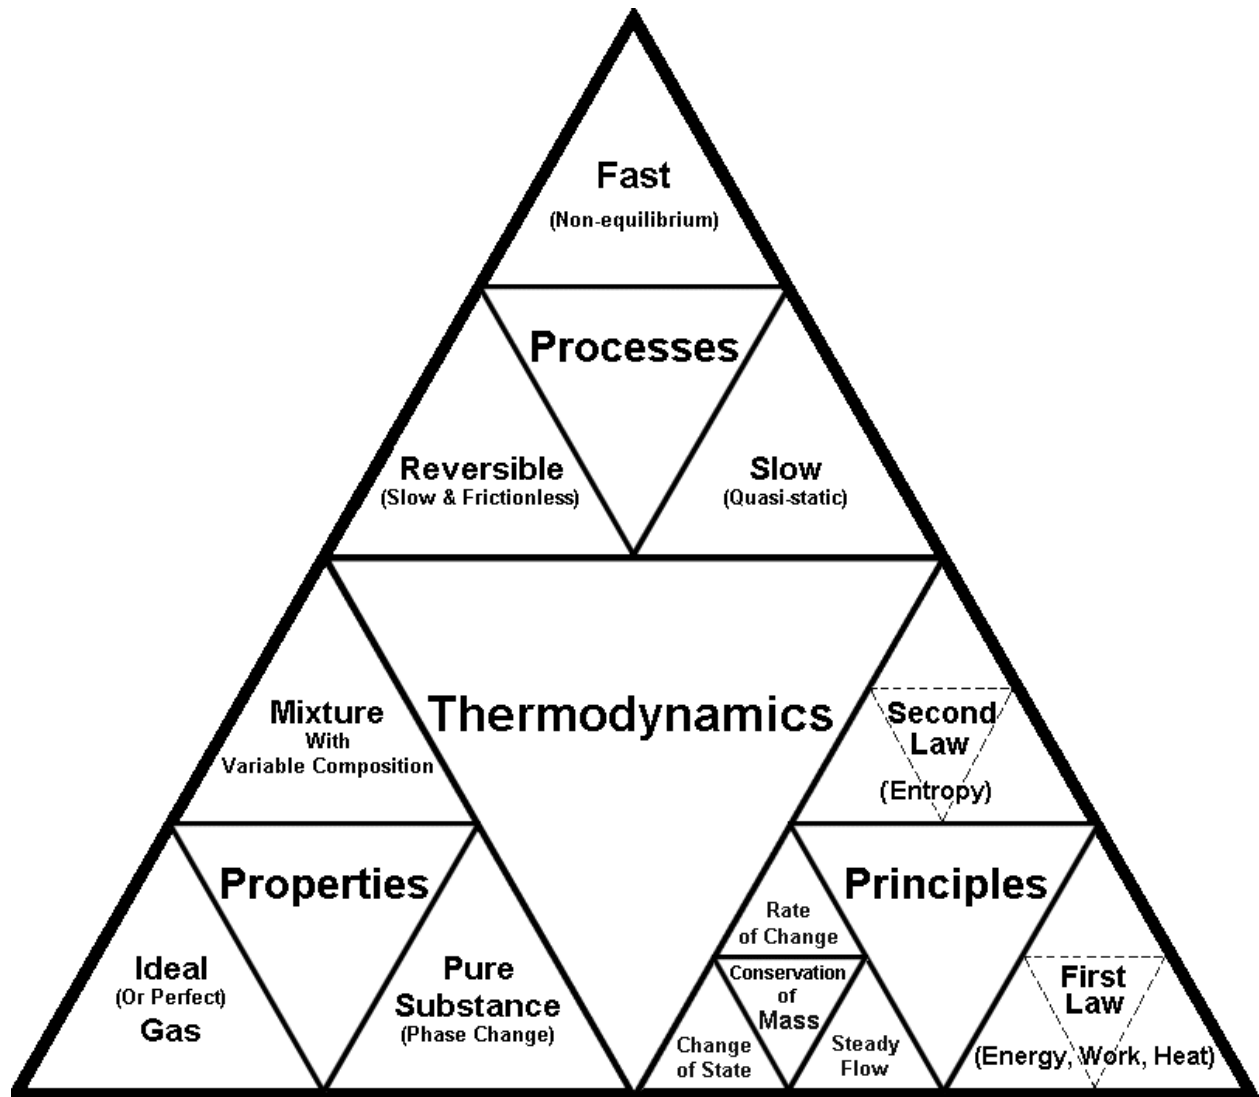 Fast
(Non-equilibrium)
Processes
Reversible
(Slow & Frictionless)
Slow
(Quasi-static)
Thermodynamics
Mixture
With
Variable Composition
Second
Law
(Entropy)
Properties
Ideal
(Or Perfect)
Gas
Pure
Substance
(Phase Change)
Principles
Rate
of Change
Conservation
of
Mass
Change
of State
Steady
Flow
First
Law
(Energy, Work, Heat)